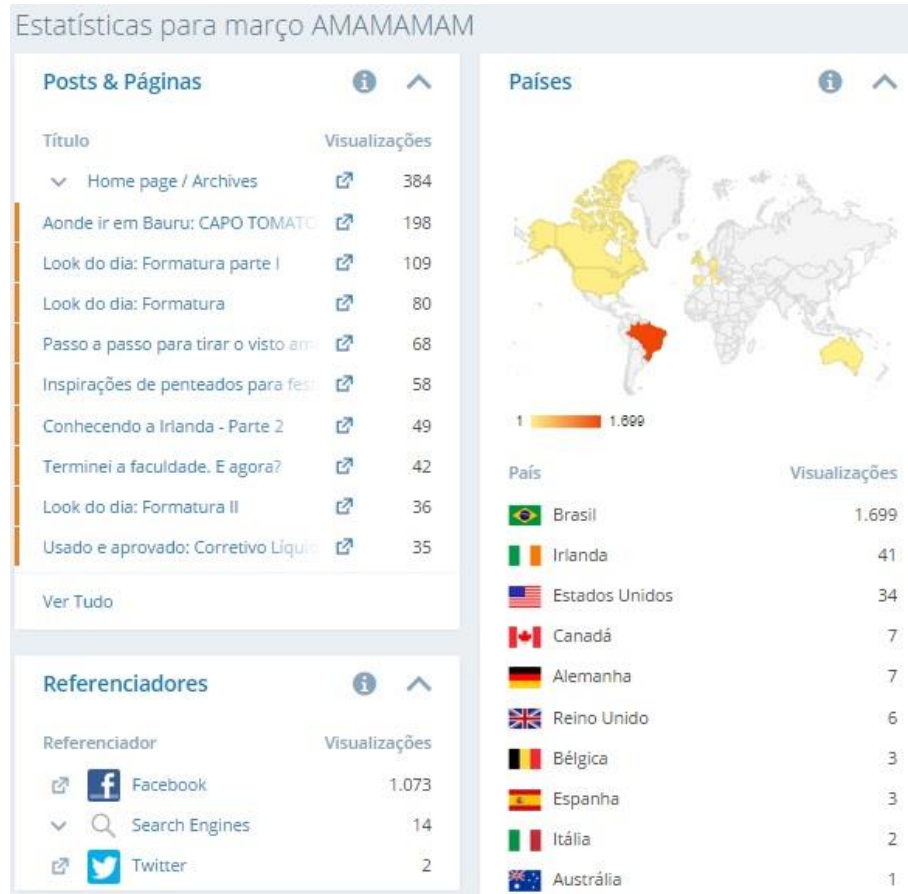 Estatísticas para março AMAMAMAM
Posts & Páginas
Título Visualizações
Home page / Archives 384
Aonde ir em Bauru: CAPO TOMATO 198
Look do dia: Formatura parte I 109
Look do dia: Formatura 80
Passo a passo para tirar o visto am 68
Inspirações de penteados para fes 58
Conhecendo a Irlanda - Parte 2 49
Terminei a faculdade. E agora? 42
Look do dia: Formatura II 36
Usado e aprovado: Corretivo Líqui 35
Ver Tudo
Referenciadores
Referenciador Visualizações
Facebook 1.073
Search Engines 14
Twitter 2
Países
1 1.699
País Visualizações
Brasil 1.699
Irlanda 41
Estados Unidos 34
Canadá 7
Alemanha 7
Reino Unido 6
Bélgica 3
Espanha 3
Itália 2
Austrália 1